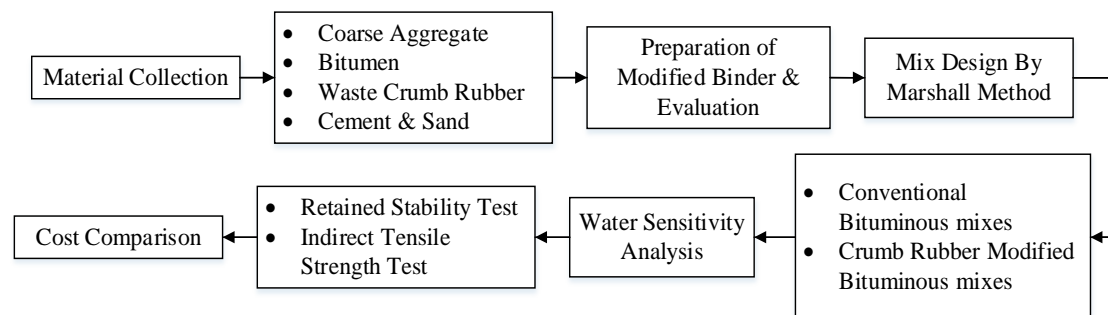 Material Collection
• Coarse Aggregate
• Bitumen
• Waste Crumb Rubber
• Cement & Sand
Preparation of
Modified Binder &
Evaluation
Mix Design By
Marshall Method
• Conventional
Bituminous mixes
• Crumb Rubber Modified
Bituminous mixes
Water Sensitivity
Analysis
• Retained Stability Test
• Indirect Tensile
Strength Test
Cost Comparison